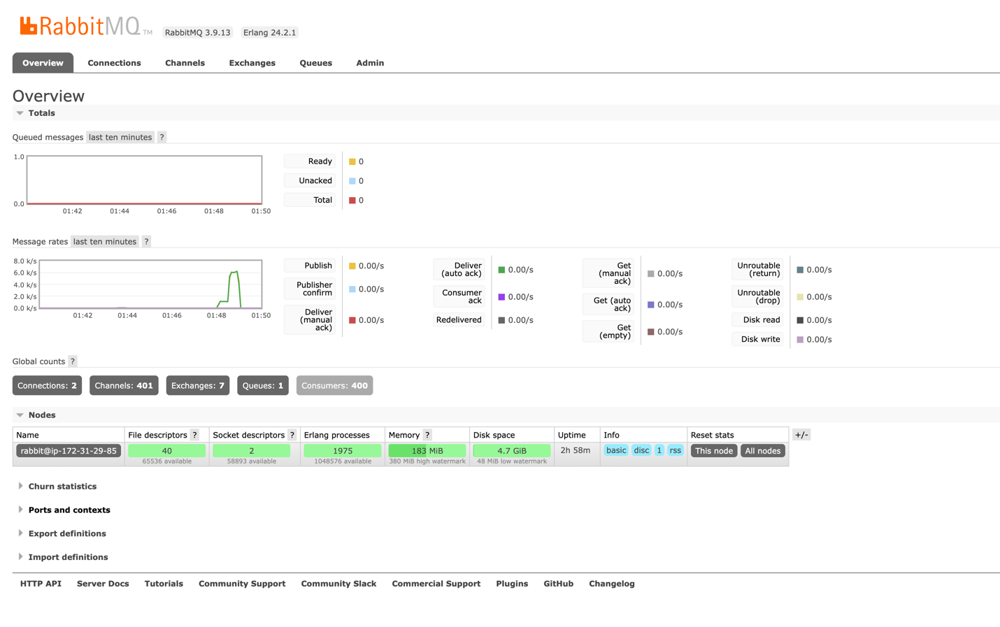 RabbitMQ TM RabbitMQ 3.9.13 Erlang 24.2.1
Overview Connections Channels Exchanges Queues Admin
Overview
Totals
Queued messages last ten minutes ?
1.0
0.0
01:42 01:44 01:46 01:48 01:50
Ready 0
Unacked 0
Total 0
Message rates last ten minutes ?
8.0 k/s
6.0 k/s
4.0 k/s
2.0 k/s
0.0 k/s
01:42 01:44 01:46 01:48 01:50
Publish 0.00/s
Publisher
confirm 0.00/s
Deliver
(manual
ack) 0.00/s
Deliver
(auto ack) 0.00/s
Consumer
ack 0.00/s
Redelivered 0.00/s
Get
(manual
ack) 0.00/s
Get (auto
ack) 0.00/s
Get
(empty) 0.00/s
Unroutable
(return) 0.00/s
Unroutable
(drop) 0.00/s
Disk read 0.00/s
Disk write 0.00/s
Global counts ?
Connections: 2 Channels: 401 Exchanges: 7 Queues: 1 Consumers: 400
Nodes
Name File descriptors ? Socket descriptors ? Erlang processes Memory ? Disk space Uptime Info Reset stats +/-
rabbit@ip-172-31-29-85 40 2 1975 183 MiB 4.7 GiB 2h 58m basic disc 1 rss This node All nodes
65536 available 58893 available 1048576 available 380 MiB high watermark 48 MiB low watermark
Churn statistics
Ports and contexts
Export definitions
Import definitions
HTTP API Server Docs Tutorials Community Support Community Slack Commercial Support Plugins GitHub Changelog